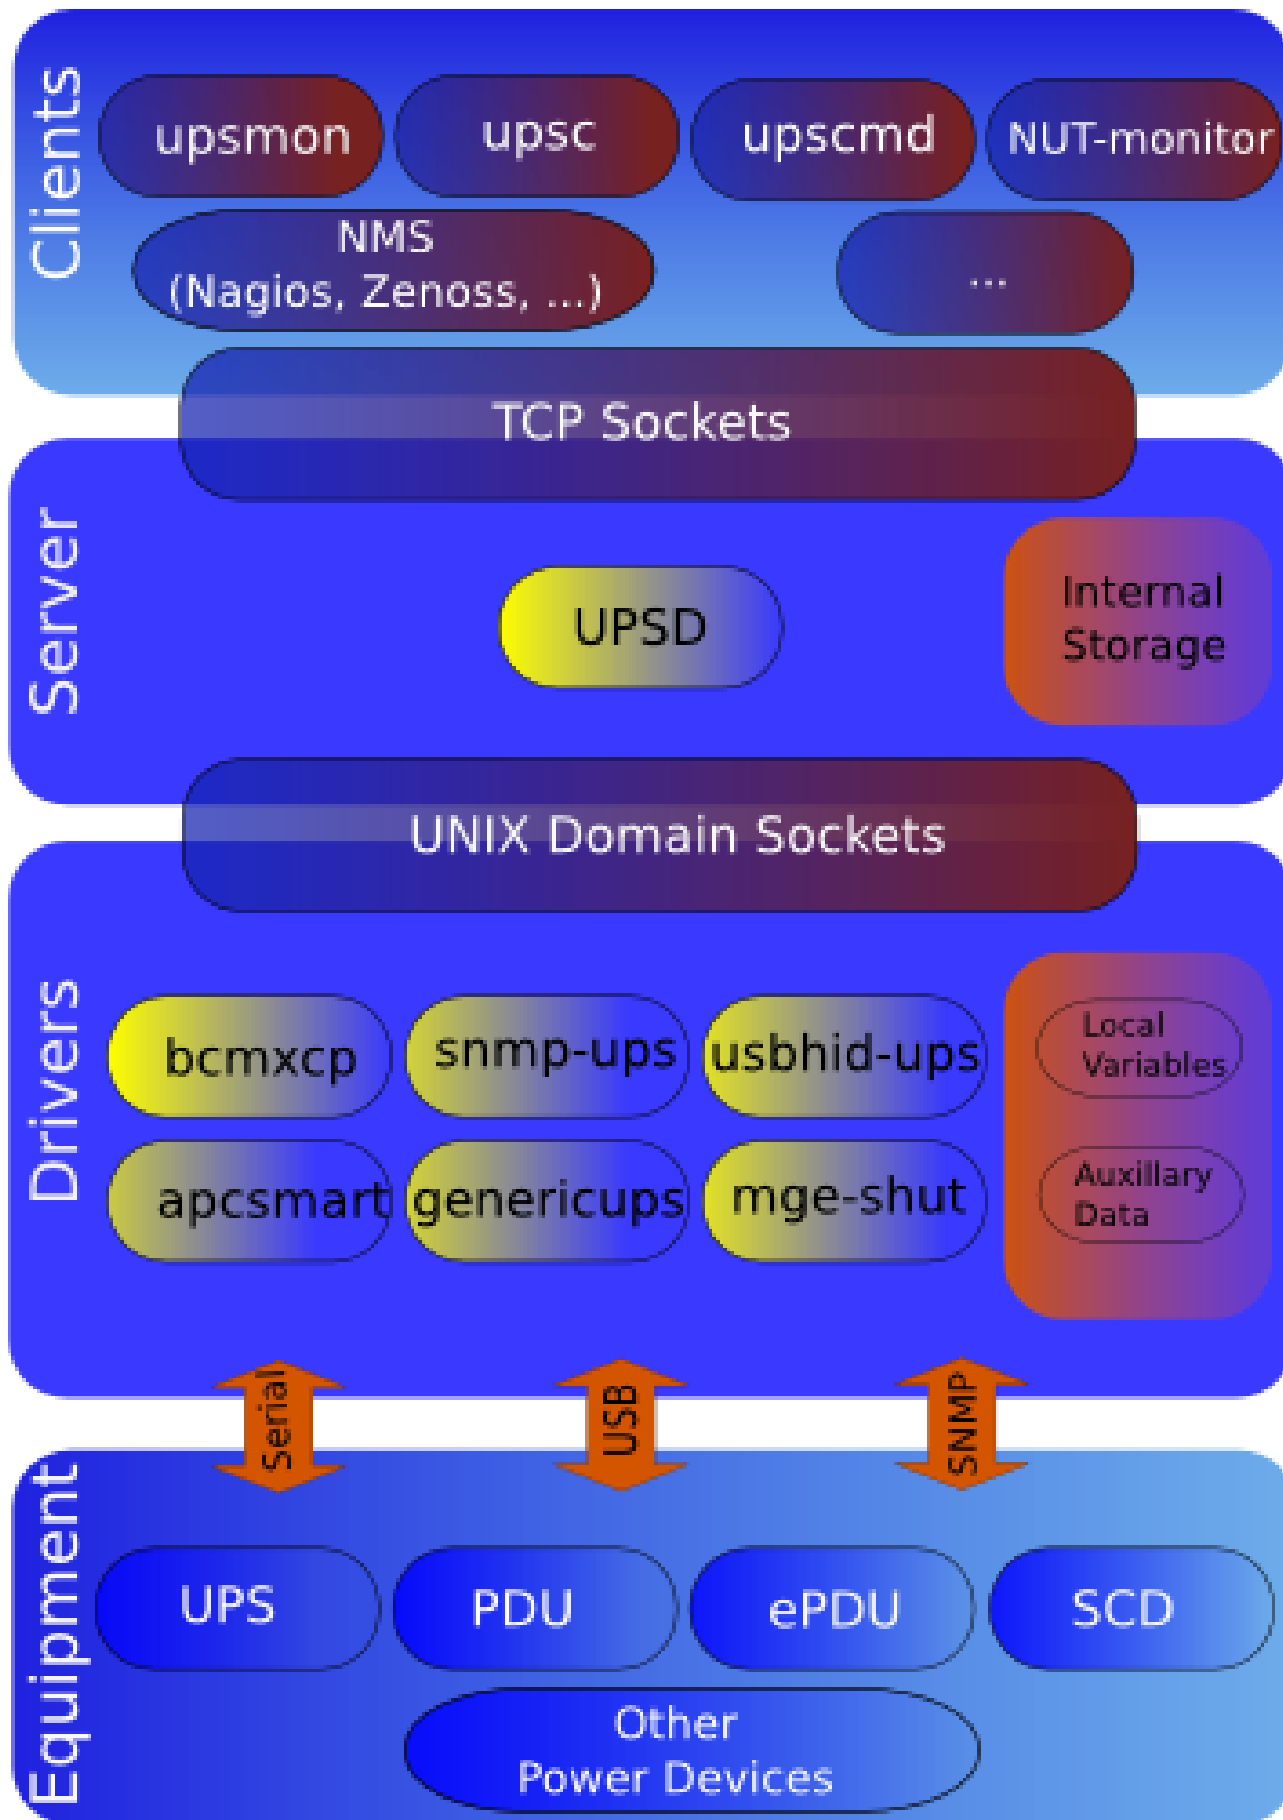 Clients
upsmon
upsc
upscmd
NUT-monitor
NMS
(Nagios, Zenoss, ...)
...
TCP Sockets
Server
UPSD
Internal
Storage
UNIX Domain Sockets
Drivers
bcmxcp
snmp-ups
usbhid-ups
Local
Variables
apcsmart
genericups
mge-shut
Auxillary
Data
Serial
USB
SNMP
Equipment
UPS
PDU
ePDU
SCD
Other
Power Devices